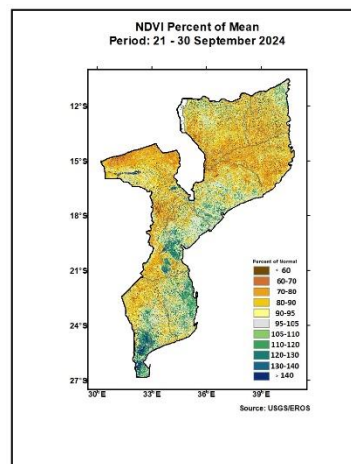 NDVI Percent of Mean
Period: 21 - 30 September 2024
12°S
15°S
18°S
21°S
24°S
27°S
30°E
33°E
36°E
39°E
Percent of Normal
< 60
60-70
70-80
80-90
90-95
95-105
105-110
110-120
120-130
130-140
> 140
Source: USGS/EROS